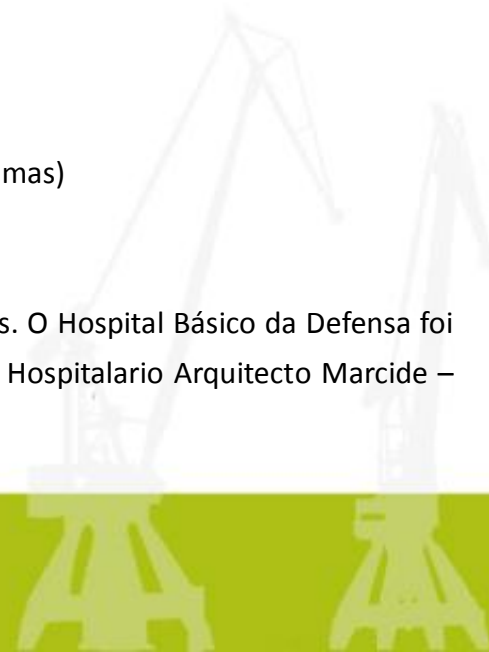 mas)
s. O Hospital Básico da Defensa foi
Hospitalario Arquitecto Marcide –